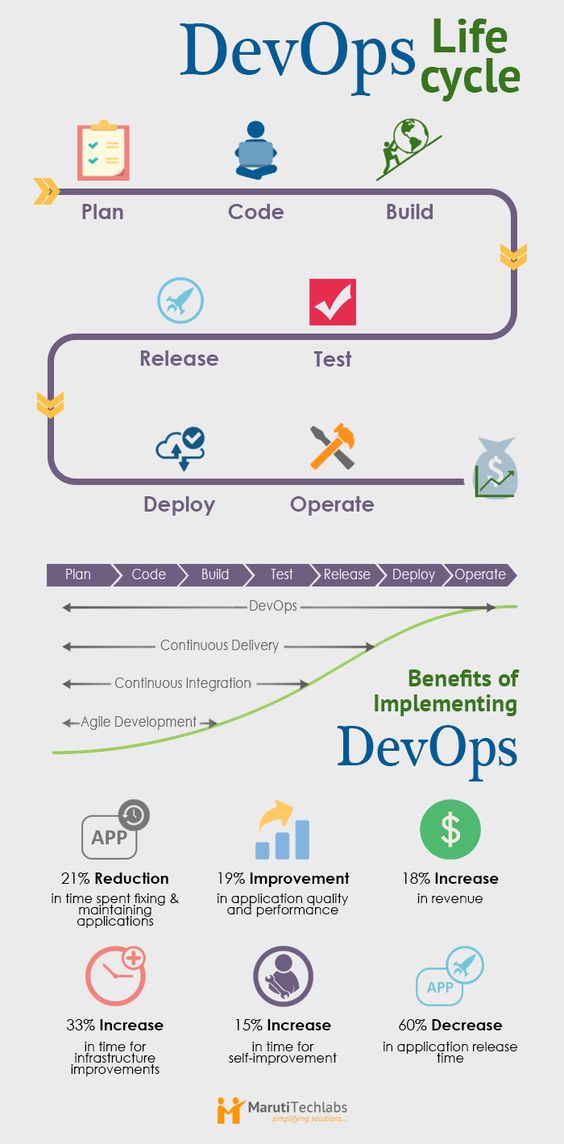 DevOps Life
cycle
Plan
Code
Build
Release
Test
Deploy
Operate
$
Plan Code Build Test Release Deploy Operate
DevOps
Continuous Delivery
Continuous Integration
Agile Development
Benefits of
Implementing
DevOps
APP
21% Reduction
in time spent fixing &
maintaining
applications
19% Improvement
in application quality
and performance
$
18% Increase
in revenue
33% Increase
in time for
infrastructure
improvements
15% Increase
in time for
self-improvement
APP
60% Decrease
in application release
time
MarutiTechlabs
simplifying solutions...